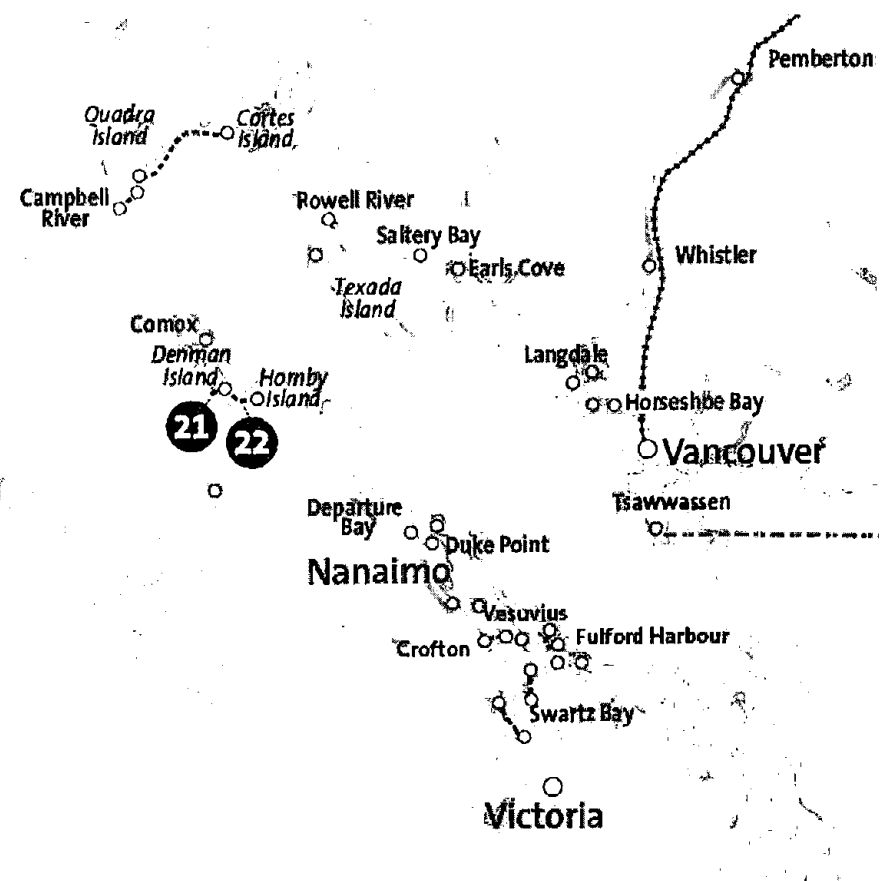 Pemberton
Quadra
Island
Cortes
Island
Campbell
River
Powell River
Saltery Bay
Earls Cove
Whistler
Texada
Island
Comox
Denman
Island
Hornby
Island
Langdale
Horseshoe Bay
21
22
Vancouver
Tsawwassen
Departure
Bay
Duke Point
Nanaimo
Vesuvius
Crofton
Fulford Harbour
Swartz Bay
Victoria